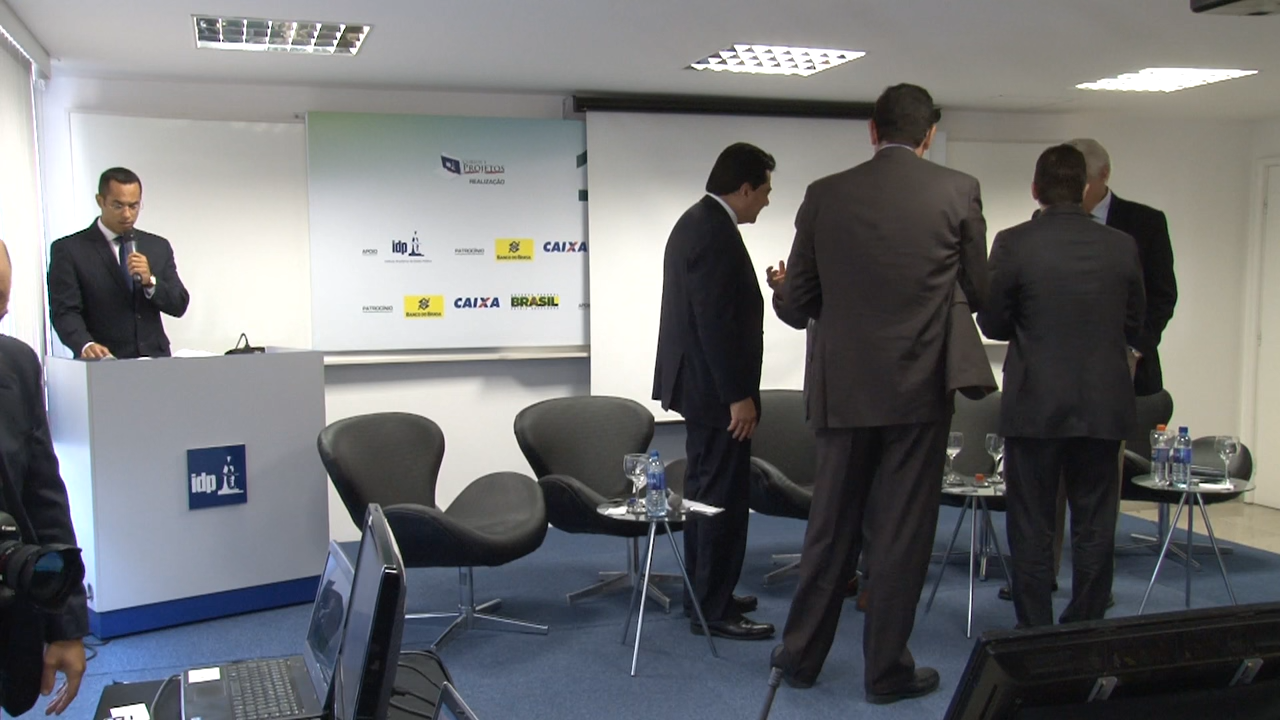 PROJETOS
REALIZAÇÃO
APOIO
idp
PATROCÍNIO
BANCO DO BRASIL
CAIXA
PATROCÍNIO
BANCO DO BRASIL
CAIXA
BRASIL
idp